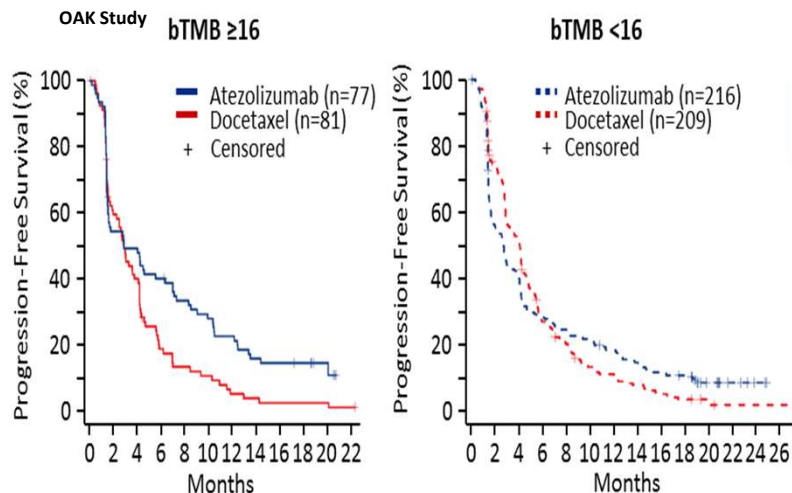 OAK Study
bTMB ≥16
Progression-Free Survival (%)
100
80
60
40
20
0
Atezolizumab (n=77)
Docetaxel (n=81)
+ Censored
0 2 4 6 8 10 12 14 16 18 20 22
Months
bTMB <16
Progression-Free Survival (%)
100
80
60
40
20
0
Atezolizumab (n=216)
Docetaxel (n=209)
+ Censored
0 2 4 6 8 10 12 14 16 18 20 22 24 26
Months